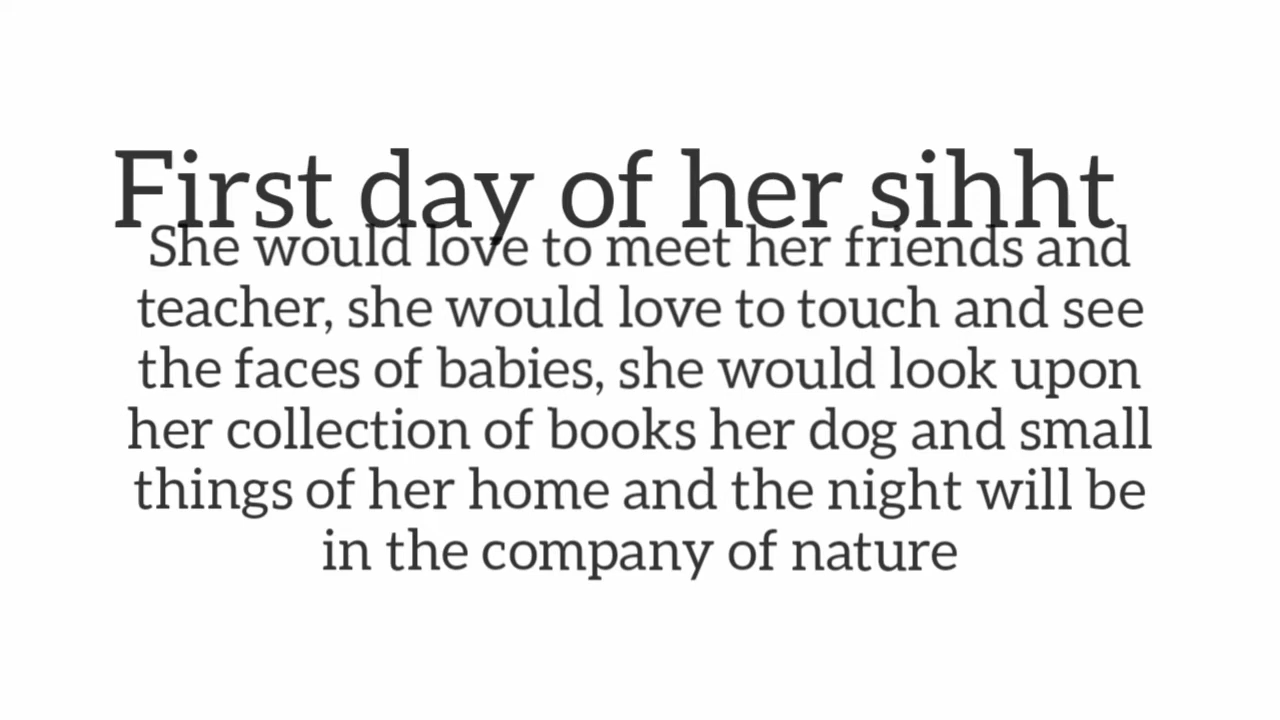 First day of her sihht
She would love to meet her friends and
teacher, she would love to touch and see
the faces of babies, she would look upon
her collection of books her dog and small
things of her home and the night will be
in the company of nature